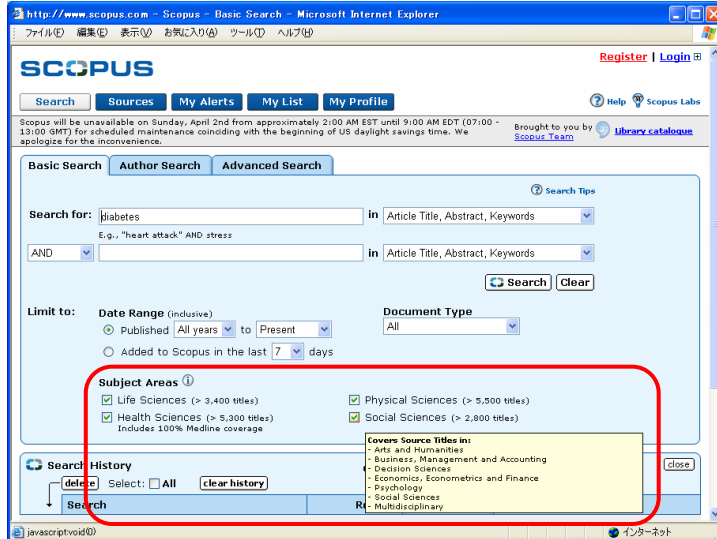 http://www.scopus.com - Scopus - Basic Search - Microsoft Internet Explorer
ファイル(F) 編集(E) 表示(V) お気に入り(A) ツール(T) ヘルプ(H)
Register | Login
SCOPUS
Search Sources My Alerts My List My Profile Help Scopus Labs
Scopus will be unavailable on Sunday, April 2nd from approximately 2:00 AM EST until 9:00 AM EDT (07:00 -
13:00 GMT) for scheduled maintenance coinciding with the beginning of US daylight savings time. We
apologize for the inconvenience.
Brought to you by
Scopus Team
Library catalogue
Basic Search Author Search Advanced Search
Search Tips
Search for: diabetes in Article Title, Abstract, Keywords
E.g., "heart attack" AND stress
AND in Article Title, Abstract, Keywords
Search Clear
Limit to: Date Range (inclusive) Document Type
Published All years to Present All
Added to Scopus in the last 7 days
Subject Areas
Life Sciences (> 3,400 titles) Physical Sciences (> 5,500 titles)
Health Sciences (> 5,300 titles) Social Sciences (> 2,800 titles)
Includes 100% Medline coverage
Covers Source Titles in:
- Arts and Humanities
- Business, Management and Accounting
- Decision Sciences
- Economics, Econometrics and Finance
- Psychology
- Social Sciences
- Multidisciplinary
Search History close
delete Select: All clear history
Search
javascript:void(0) インターネット